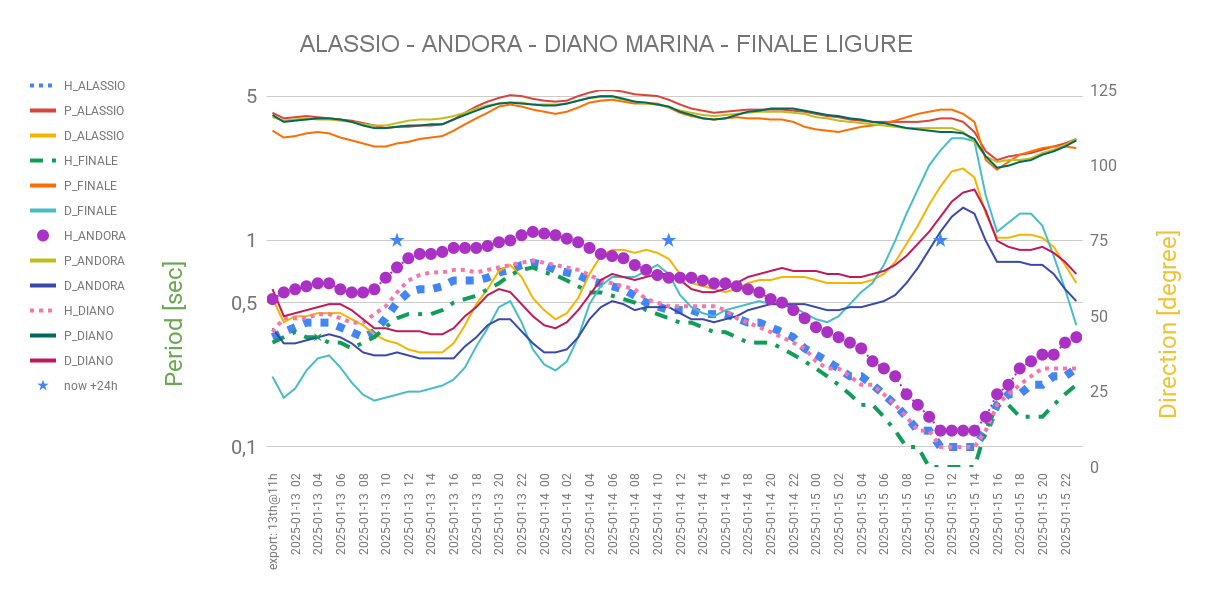 ALASSIO - ANDORA - DIANO MARINA - FINALE LIGURE
H_ALASSIO
P_ALASSIO
D_ALASSIO
H_FINALE
P_FINALE
D_FINALE
H_ANDORA
P_ANDORA
D_ANDORA
H_DIANO
P_DIANO
D_DIANO
now +24h
Period [sec]
5
1
0,5
0,1
125
100
75
50
25
0
Direction [degree]
export: 13th@11h
2025-01-13 02
2025-01-13 04
2025-01-13 06
2025-01-13 08
2025-01-13 10
2025-01-13 12
2025-01-13 14
2025-01-13 16
2025-01-13 18
2025-01-13 20
2025-01-13 22
2025-01-14 00
2025-01-14 02
2025-01-14 04
2025-01-14 06
2025-01-14 08
2025-01-14 10
2025-01-14 12
2025-01-14 14
2025-01-14 16
2025-01-14 18
2025-01-14 20
2025-01-14 22
2025-01-15 00
2025-01-15 02
2025-01-15 04
2025-01-15 06
2025-01-15 08
2025-01-15 10
2025-01-15 12
2025-01-15 14
2025-01-15 16
2025-01-15 18
2025-01-15 20
2025-01-15 22